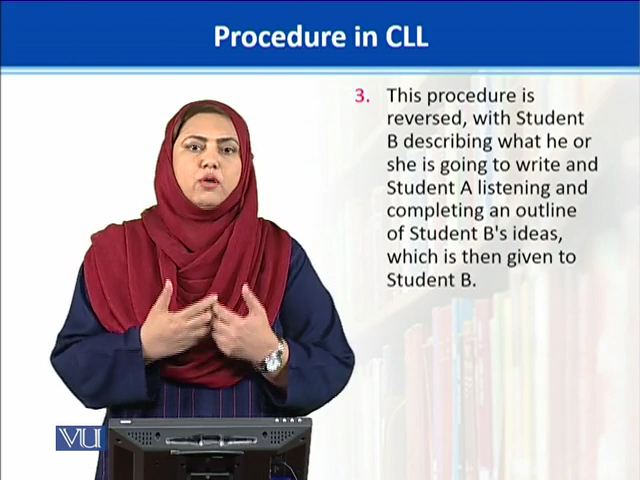 Procedure in CLL
3. This procedure is
reversed, with Student
B describing what he or
she is going to write and
Student A listening and
completing an outline
of Student B's ideas,
which is then given to
Student B.
VU